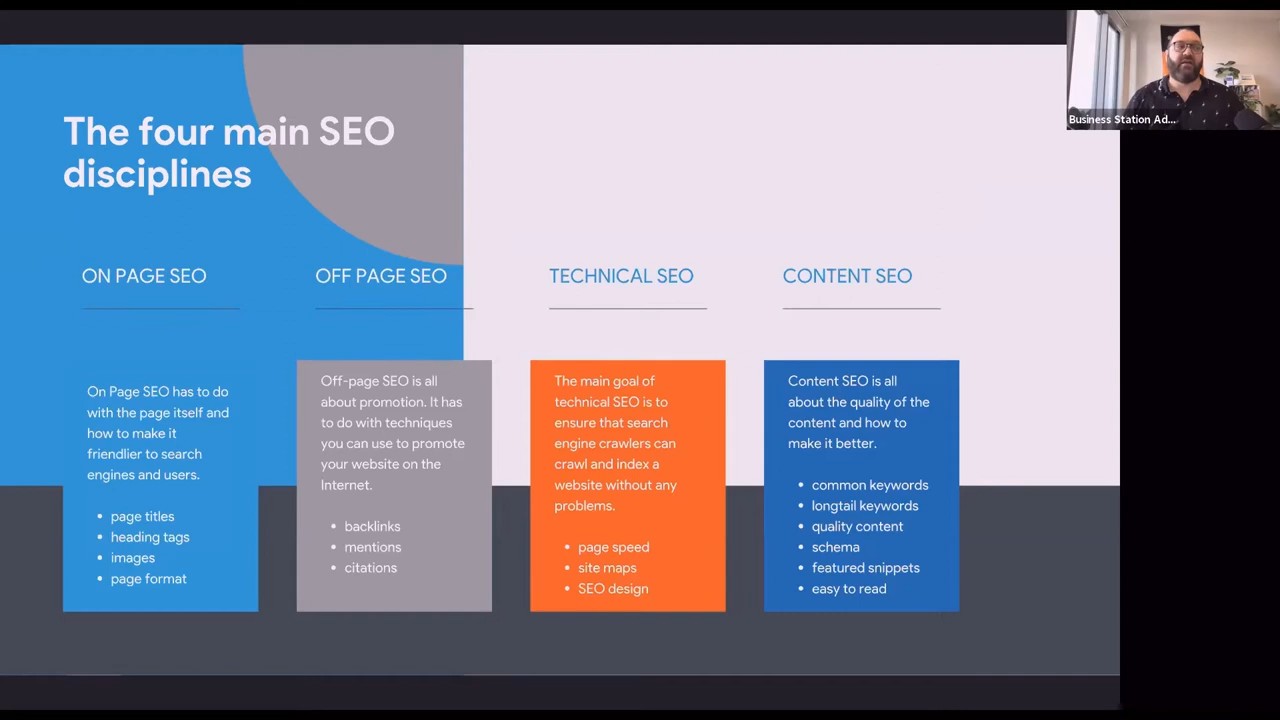 The four main SEO
disciplines
ON PAGE SEO
On Page SEO has to do
with the page itself and
how to make it
friendlier to search
engines and users.
• page titles
• heading tags
• images
• page format
OFF PAGE SEO
Off-page SEO is all
about promotion. It has
to do with techniques
you can use to promote
your website on the
Internet.
• backlinks
• mentions
• citations
TECHNICAL SEO
The main goal of
technical SEO is to
ensure that search
engine crawlers can
crawl and index a
website without any
problems.
• page speed
• site maps
• SEO design
CONTENT SEO
Content SEO is all
about the quality of the
content and how to
make it better.
• common keywords
• longtail keywords
• quality content
• schema
• featured snippets
• easy to read
Business Station Ad...